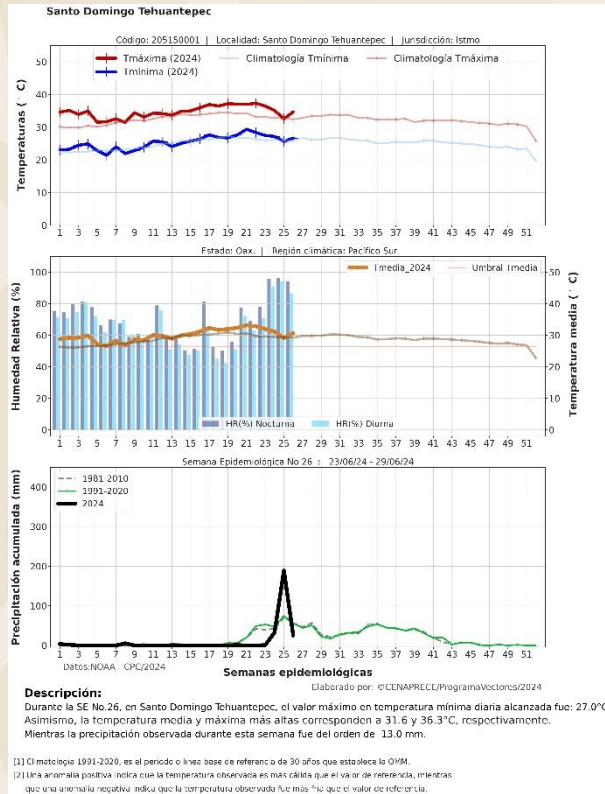 Santo Domingo Tehuantepec
Código: 205150001 | Localidad: Santo Domingo Tehuantepec | Jurisdicción: Istmo
Tmáxima (2024)
Climatología Tmínima
Climatología Tmáxima
Tmínima (2024)
Temperaturas (° C)
50
40
30
20
10
0
1 3 5 7 9 11 13 15 17 19 21 23 25 27 29 31 33 35 37 39 41 43 45 47 49 51
Estado: Oax. | Región climática: Pacífico Sur
Tmedia_2024
Umbral Tmedia
Humedad Relativa (%)
100
80
60
40
20
0
Temperatura media (° C)
50
40
30
20
10
0
HR(%) Nocturna
HR(%) Diurna
1 3 5 7 9 11 13 15 17 19 21 23 25 27 29 31 33 35 37 39 41 43 45 47 49 51
Semana Epidemiológica No 26 : 23/06/24 - 29/06/24
1981-2010
1991-2020
2024
Precipitación acumulada (mm)
400
300
200
100
0
1 3 5 7 9 11 13 15 17 19 21 23 25 27 29 31 33 35 37 39 41 43 45 47 49 51
Datos:NOAA CPC/2024
Semanas epidemiológicas
Elaborado por: ©CENAPRECE/ProgramaVectores/2024
Descripción:
Durante la SE No.26, en Santo Domingo Tehuantepec, el valor máximo en temperatura mínima diaria alcanzada fue: 27.0°C
Asimismo, la temperatura media y máxima más altas corresponden a 31.6 y 36.3°C, respectivamente.
Mientras la precipitación observada durante esta semana fue del orden de 13.0 mm.
[1] Climatología 1991-2020, es el periodo o línea base de referencia de 30 años que establece la OMM.
[2] Una anomalía positiva indica que la temperatura observada es más cálida que el valor de referencia, mientras
que una anomalía negativa indica que la temperatura observada fue más fría que el valor de referencia.